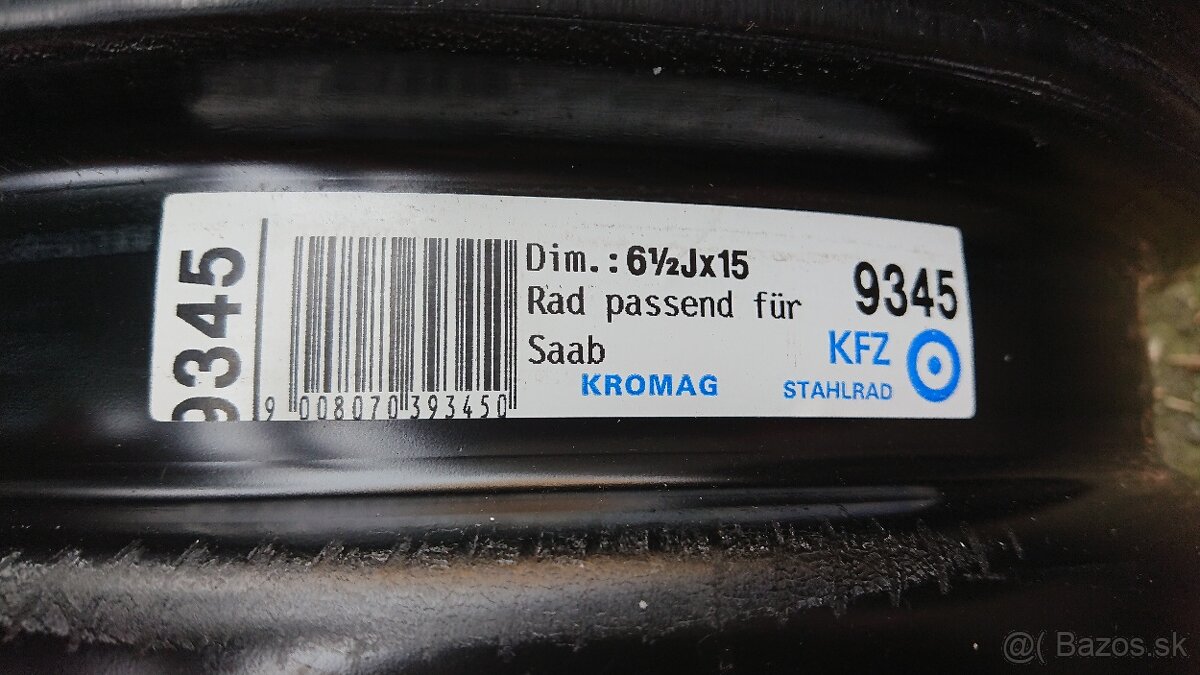 9345
Dim.: 6½Jx15
Rad passend für
Saab
9345
KFZ
KROMAG
STAHLRAD
9 008070 393450
@( Bazos.sk